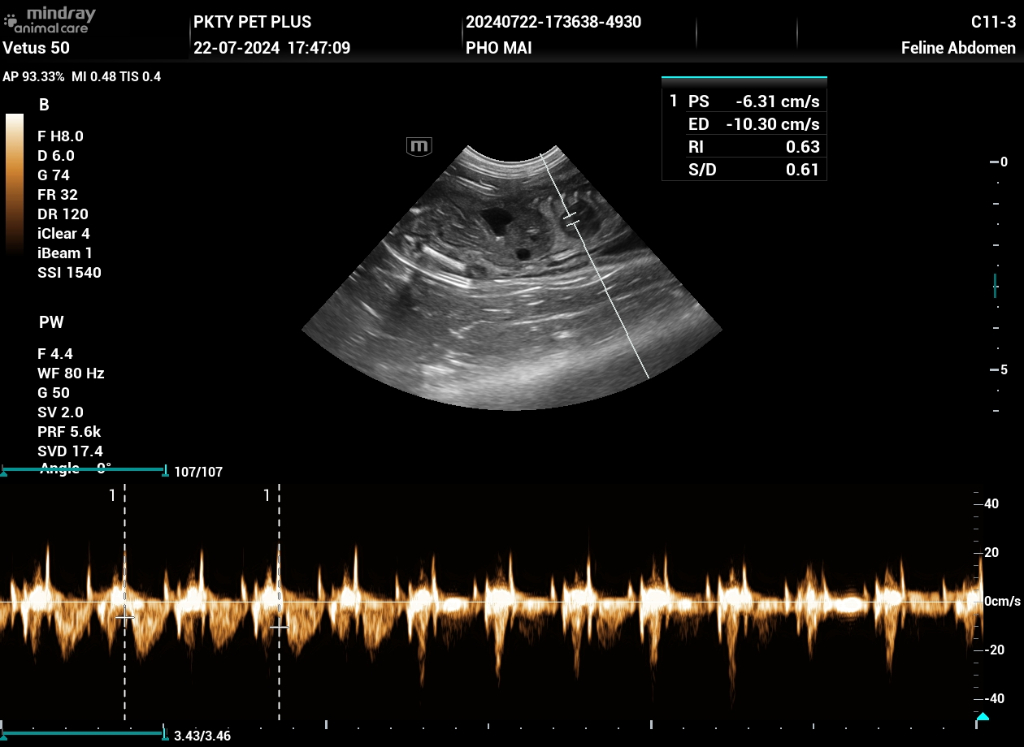 mindray
animalcare
PKTY PET PLUS
20240722-173638-4930
C11-3
Vetus 50
22-07-2024 17:47:09
PHO MAI
Feline Abdomen
AP 93.33% MI 0.48 TIS 0.4
B
F H8.0
D 6.0
G 74
FR 32
DR 120
iClear 4
iBeam 1
SSI 1540
m
1 PS -6.31 cm/s
ED -10.30 cm/s
RI 0.63
S/D 0.61
0
5
PW
F 4.4
WF 80 Hz
G 50
SV 2.0
PRF 5.6k
SVD 17.4
Angle 0°
107/107
1
1
40
20
0cm/s
-20
-40
3.43/3.46